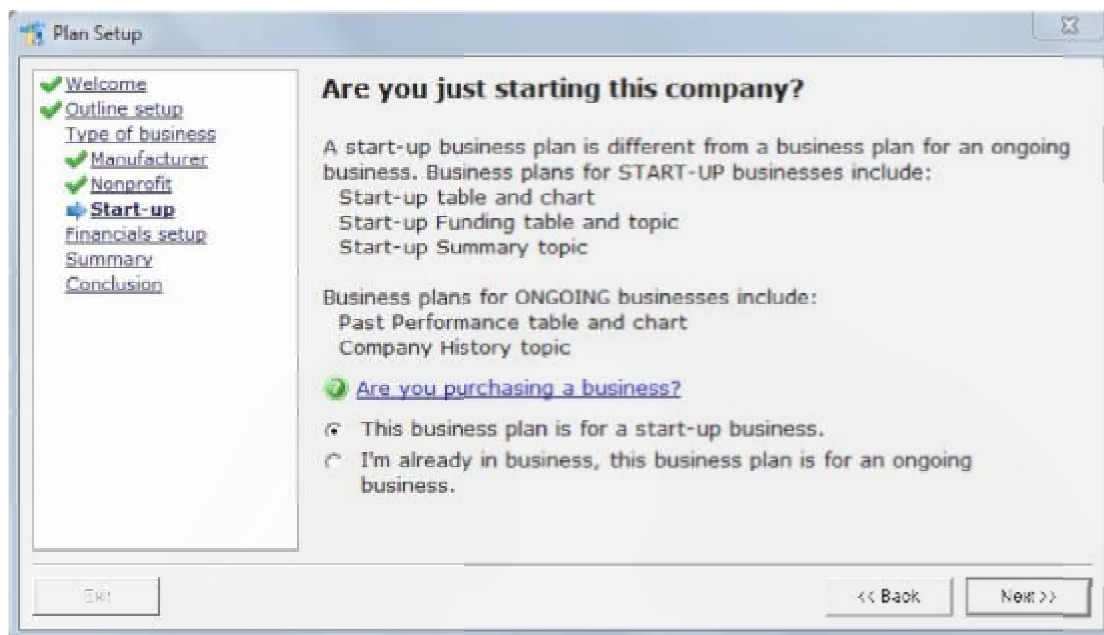 Plan Setup
Welcome
Outline setup
Type of business
Manufacturer
Nonprofit
Start-up
Financials setup
Summary
Conclusion
Are you just starting this company?
A start-up business plan is different from a business plan for an ongoing
business. Business plans for START-UP businesses include:
Start-up table and chart
Start-up Funding table and topic
Start-up Summary topic
Business plans for ONGOING businesses include:
Past Performance table and chart
Company History topic
Are you purchasing a business?
This business plan is for a start-up business.
I'm already in business, this business plan is for an ongoing
business.
Exit
<< Back
Next >>